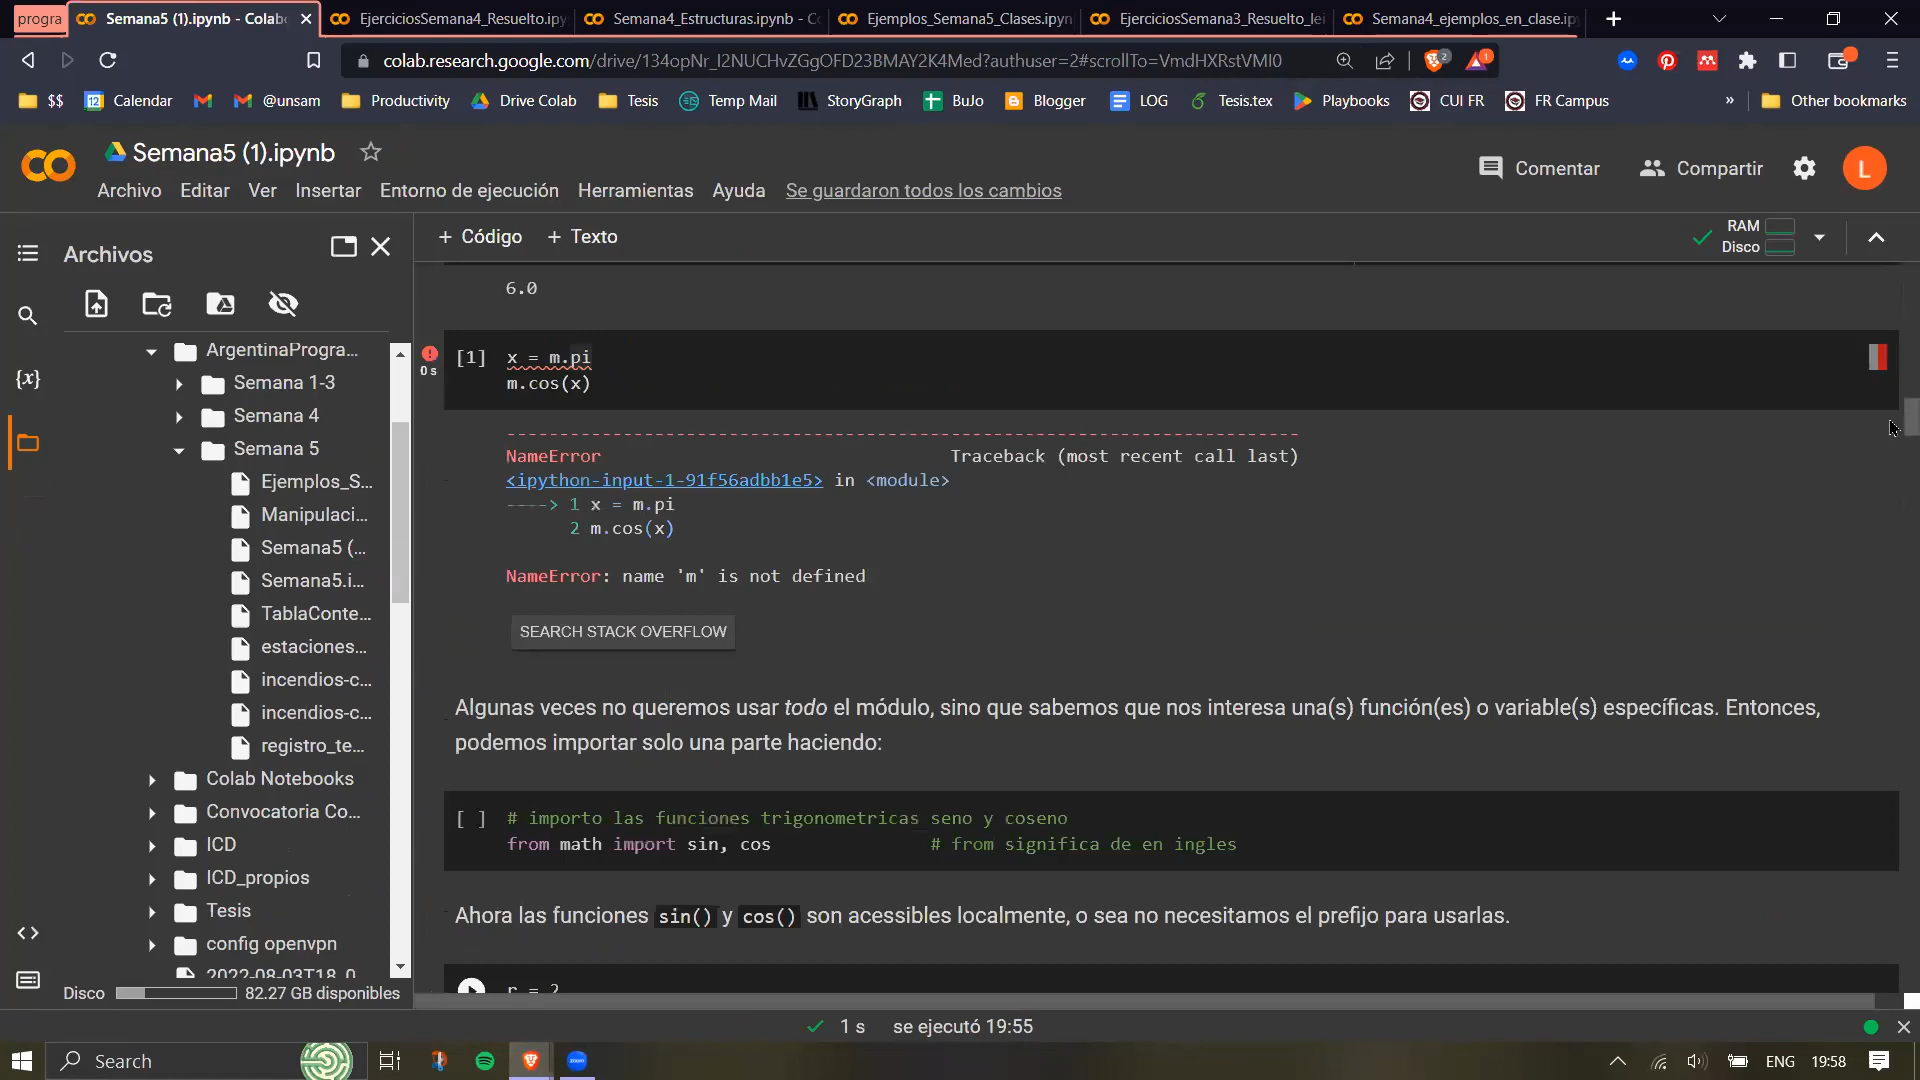 progra
Semana5 (1).ipynb - Colab
EjerciciosSemana4_Resuelto.ipy
Semana4_Estructuras.ipynb - C
Ejemplos_Semana5_Clases.ipyn
EjerciciosSemana3_Resuelto_lei
Semana4_ejemplos_en_clase.ip
colab.research.google.com/drive/134opNr_I2NUCHvZGgOFD23BMAY2K4Med?authuser=2#scrollTo=VmdHXRstVMI0
2
1
$$
Calendar
@unsam
Productivity
Drive Colab
Tesis
Temp Mail
StoryGraph
BuJo
Blogger
LOG
Tesis.tex
Playbooks
CUI FR
FR Campus
»
Other bookmarks
Semana5 (1).ipynb
Comentar
Compartir
L
Archivo Editar Ver Insertar Entorno de ejecución Herramientas Ayuda Se guardaron todos los cambios
+ Código + Texto
RAM
Disco
Archivos
ArgentinaProgra...
Semana 1-3
Semana 4
Semana 5
Ejemplos_S...
Manipulaci...
Semana5 (...
Semana5.i...
TablaConte...
estaciones...
incendios-c...
incendios-c...
registro_te...
Colab Notebooks
Convocatoria Co...
ICD
ICD_propios
Tesis
config openvpn
2022-08-03T18_0
Disco 82.27 GB disponibles
{x}
<>
6.0
[1] x = m.pi
0 s
m.cos(x)
---------------------------------------------------------------------------
NameError Traceback (most recent call last)
<ipython-input-1-91f56adbb1e5> in <module>
----> 1 x = m.pi
2 m.cos(x)
NameError: name 'm' is not defined
SEARCH STACK OVERFLOW
Algunas veces no queremos usar todo el módulo, sino que sabemos que nos interesa una(s) función(es) o variable(s) específicas. Entonces,
podemos importar solo una parte haciendo:
[ ] # importo las funciones trigonometricas seno y coseno
from math import sin, cos # from significa de en ingles
Ahora las funciones sin() y cos() son acessibles localmente, o sea no necesitamos el prefijo para usarlas.
r = 2
1 s se ejecutó 19:55
Search
zoom
ENG
19:58